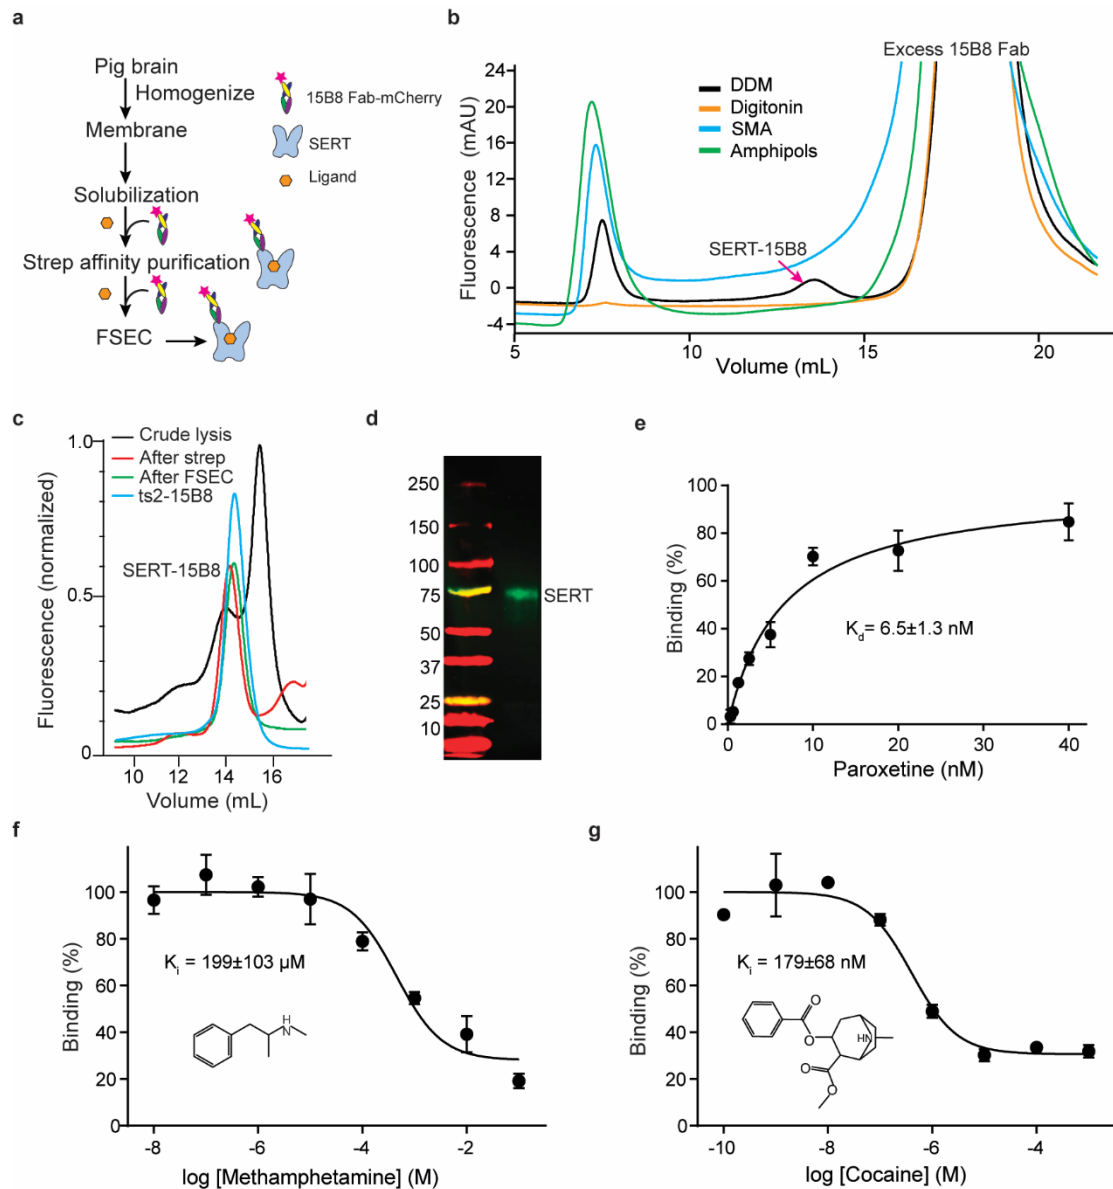 a
Pig brain
Homogenize
Membrane
Solubilization
Strep affinity purification
FSEC
15B8 Fab-mCherry
SERT
Ligand
b
Excess 15B8 Fab
DDM
Digitonin
SMA
Amphipols
SERT-15B8
24
20
16
12
8
4
0
-4
Fluorescence (mAU)
5
10
15
20
Volume (mL)
c
Crude lysis
After strep
After FSEC
ts2-15B8
SERT-15B8
1.0
0.5
0
Fluorescence (normalized)
10
12
14
16
Volume (mL)
d
250
150
100
75
50
37
25
10
SERT
e
100
80
60
40
20
0
Binding (%)
Kd= 6.5±1.3 nM
0
10
20
30
40
Paroxetine (nM)
f
100
80
60
40
20
0
Binding (%)
Ki = 199±103 µM
H
N
-8
-6
-4
-2
log [Methamphetamine] (M)
g
100
80
60
40
20
0
Binding (%)
Ki = 179±68 nM
O
O
HN
O
O
-10
-8
-6
-4
log [Cocaine] (M)